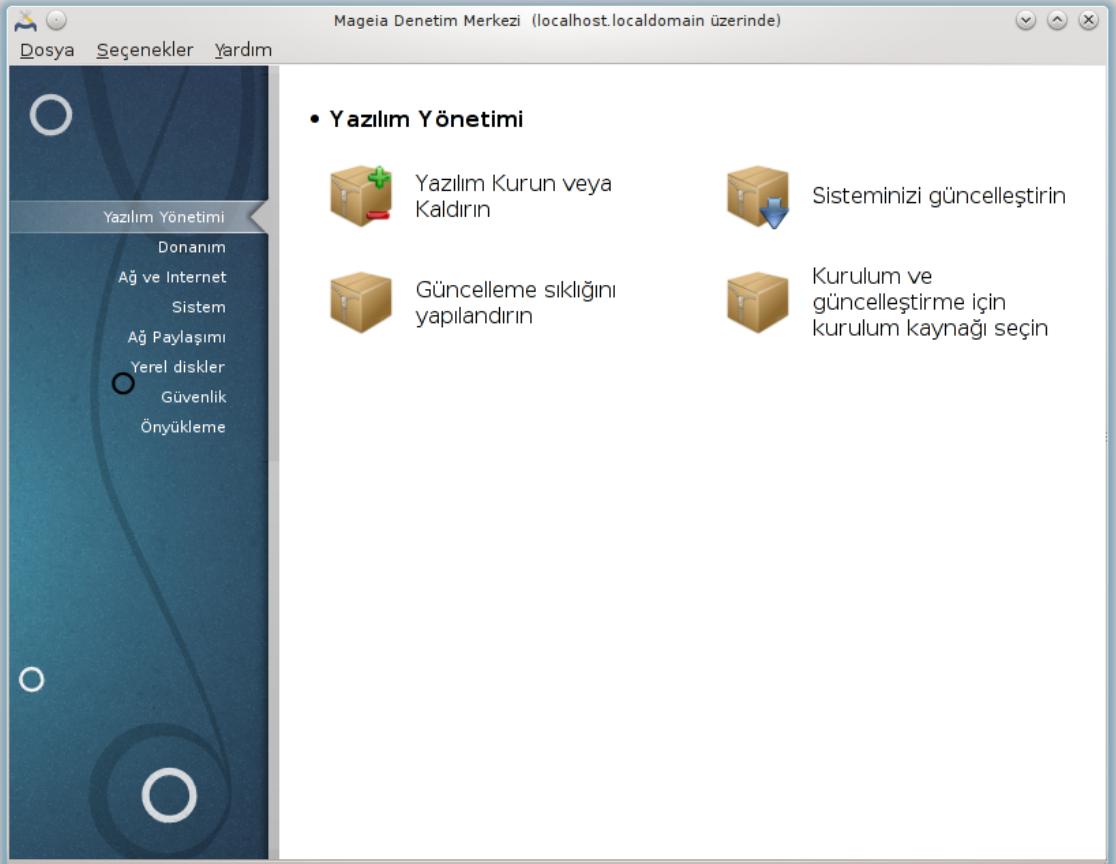 Mageia Denetim Merkezi (localhost.localdomain üzerinde)
Dosya Seçenekler Yardım
Yazılım Yönetimi
Donanım
Ağ ve Internet
Sistem
Ağ Paylaşımı
Yerel diskler
Güvenlik
Önyükleme
• Yazılım Yönetimi
Yazılım Kurun veya
Kaldırın
Sisteminizi güncelleştirin
Güncelleme sıklığını
yapılandırın
Kurulum ve
güncelleştirme için
kurulum kaynağı seçin